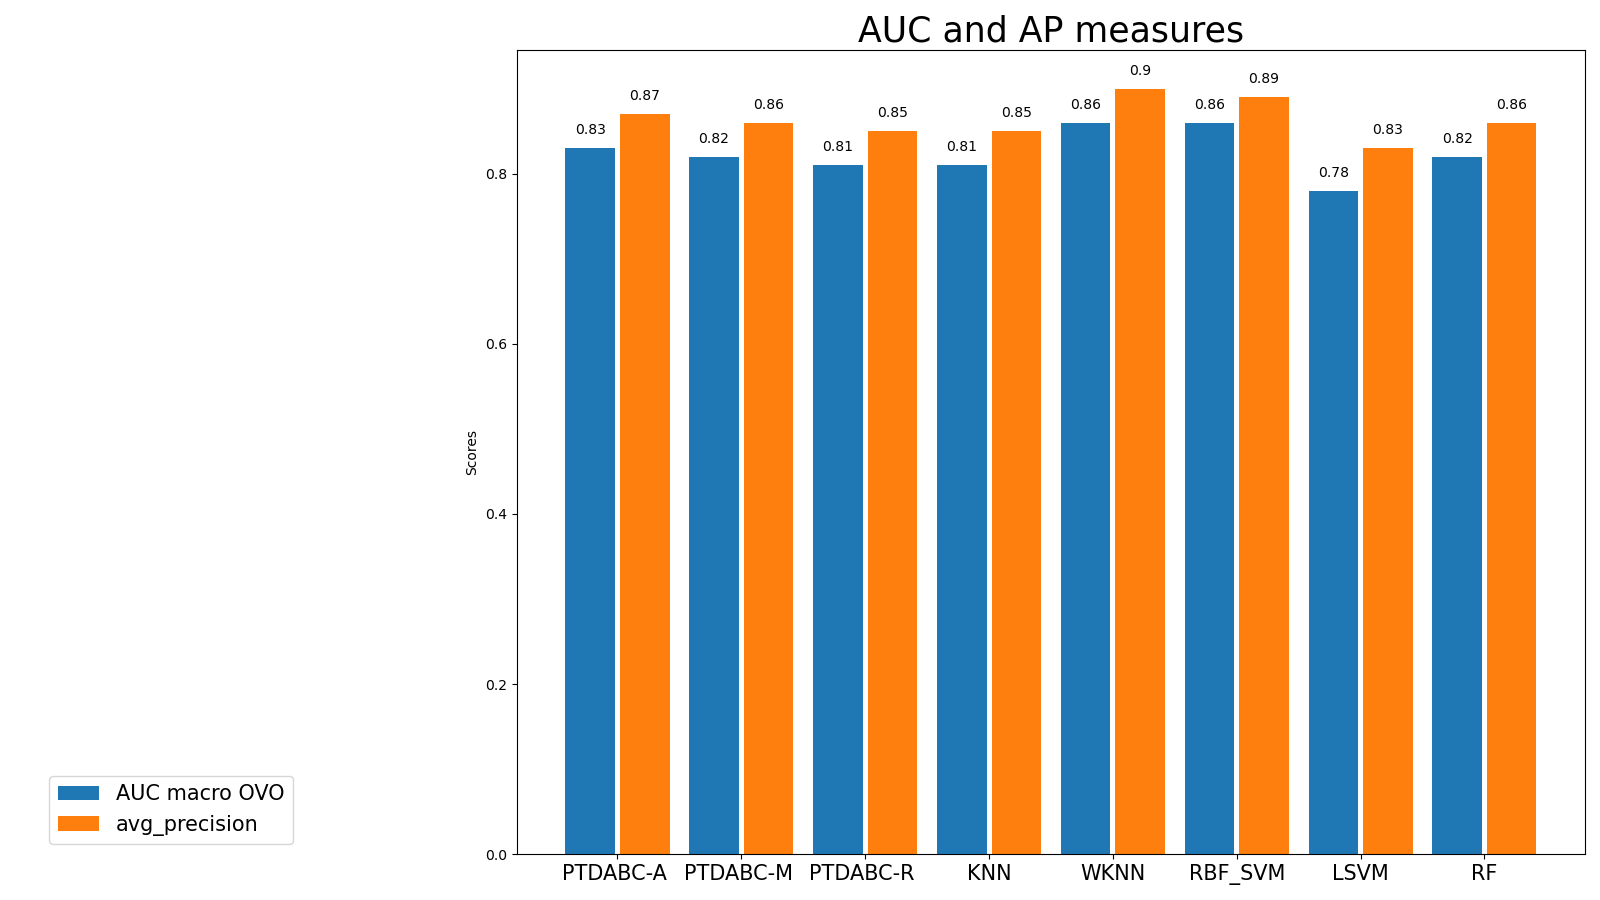 AUC and AP measures
0.83
0.87
0.82
0.86
0.81
0.85
0.81
0.85
0.86
0.9
0.86
0.89
0.78
0.83
0.82
0.86
0.8
0.6
0.4
0.2
0.0
Scores
PTDABC-A
PTDABC-M
PTDABC-R
KNN
WKNN
RBF_SVM
LSVM
RF
AUC macro OVO
avg_precision